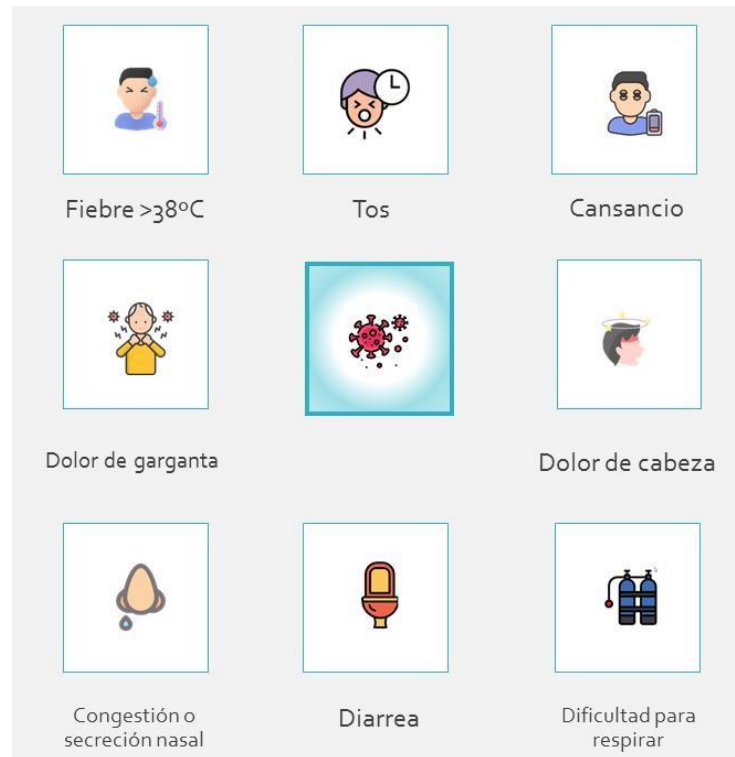 Fiebre >38ºC
Tos
Cansancio
Dolor de garganta
Dolor de cabeza
Congestión o
secreción nasal
Diarrea
Dificultad para
respirar